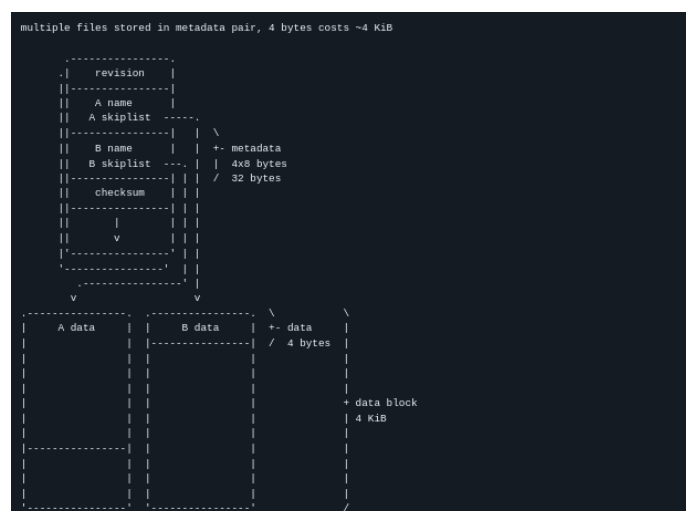 multiple files stored in metadata pair, 4 bytes costs ~4 KiB
revision
A name
A skiplist
B name +- metadata
B skiplist 4x8 bytes
checksum 32 bytes
v
v v
A data B data +- data
4 bytes
+ data block
4 KiB